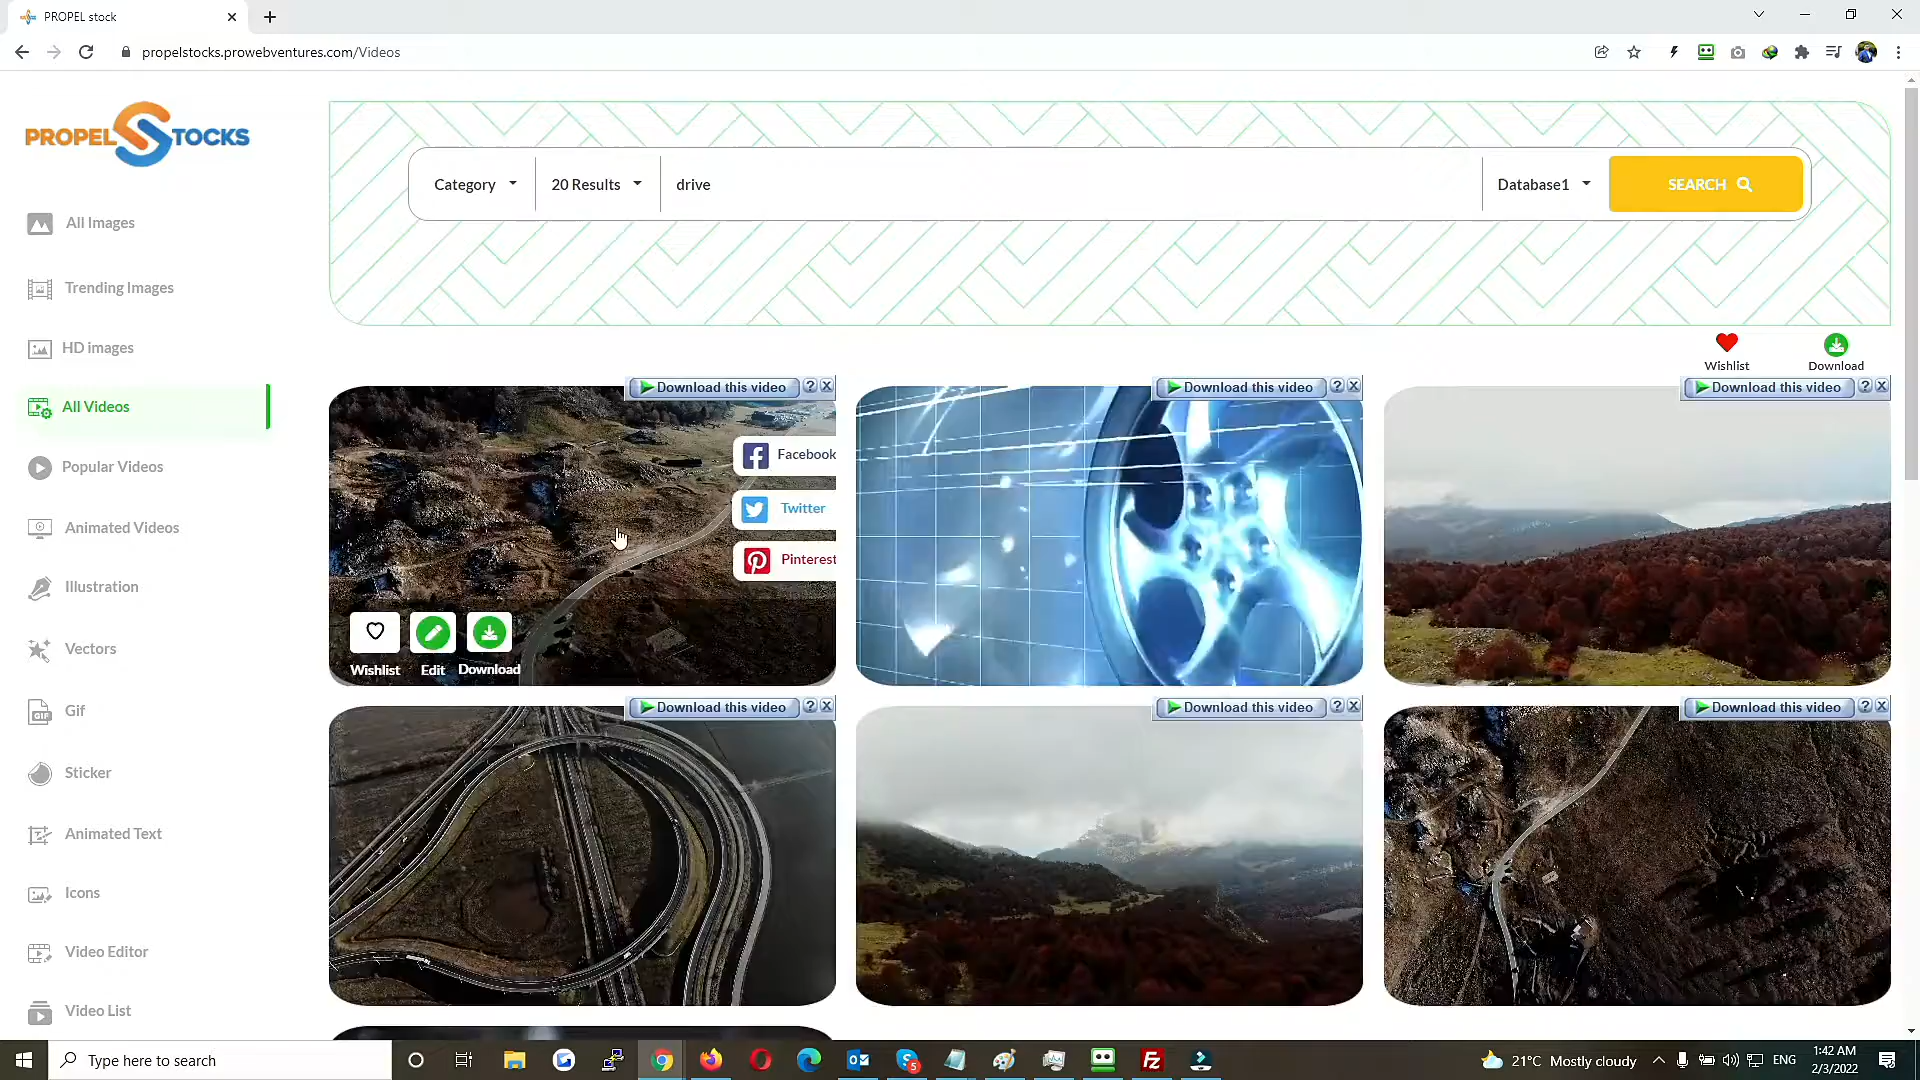 PROPEL stock
propelstocks.prowebventures.com/Videos
PROPEL STOCKS
Category
20 Results
drive
Database1
SEARCH
All Images
Trending Images
HD images
All Videos
Popular Videos
Animated Videos
Illustration
Vectors
Gif
Sticker
Animated Text
Icons
Video Editor
Video List
Wishlist
Download
Download this video ?
Download this video ?
Download this video ?
Facebook
Twitter
Pinterest
Wishlist
Edit
Download
Download this video ?
Download this video ?
Download this video ?
Type here to search
5
21°C Mostly cloudy
ENG
1:42 AM
2/3/2022